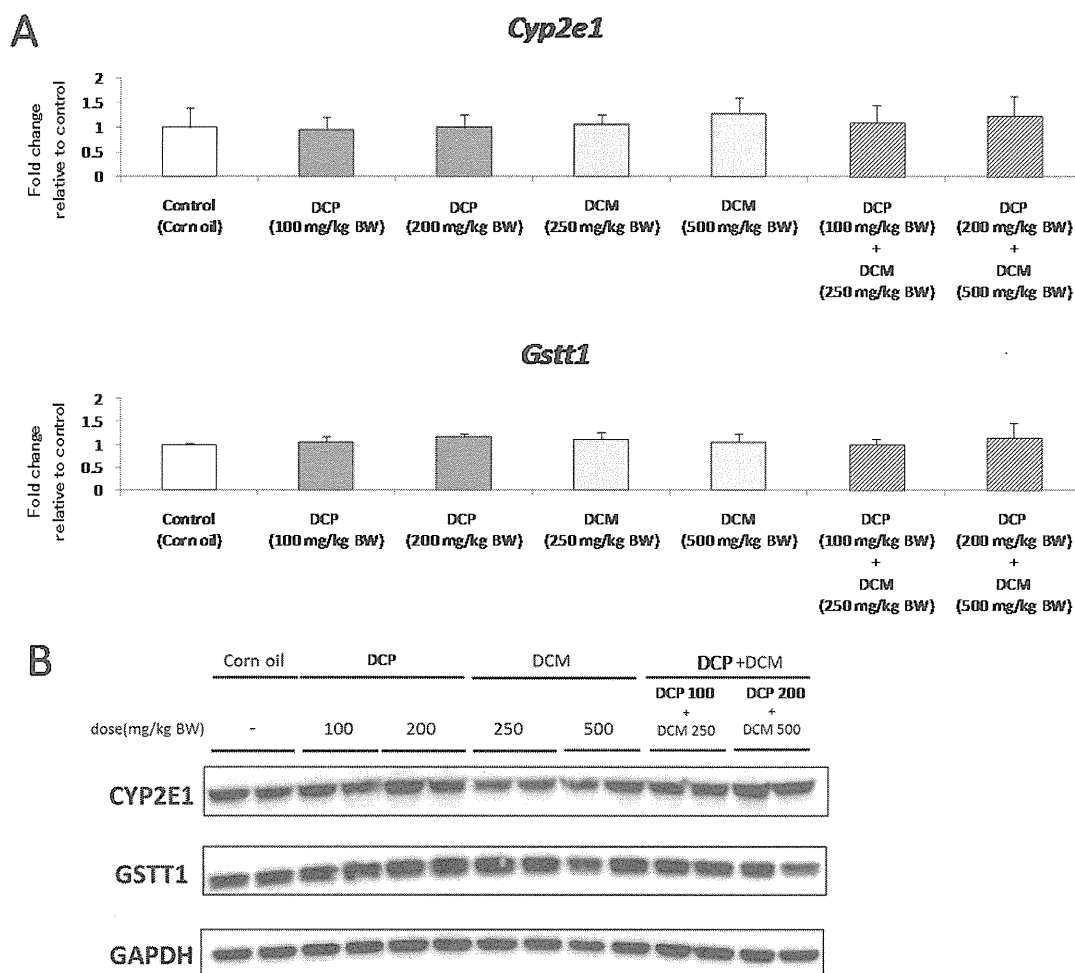 A
Cyp2e1
Fold change
relative to control
2
1.5
1
0.5
0
Control
(Corn oil)
DCP
(100 mg/kg BW)
DCP
(200 mg/kg BW)
DCM
(250 mg/kg BW)
DCM
(500 mg/kg BW)
DCP
(100 mg/kg BW)
+
DCM
(250 mg/kg BW)
DCP
(200 mg/kg BW)
+
DCM
(500 mg/kg BW)
Gstt1
Fold change
relative to control
2
1.5
1
0.5
0
Control
(Corn oil)
DCP
(100 mg/kg BW)
DCP
(200 mg/kg BW)
DCM
(250 mg/kg BW)
DCM
(500 mg/kg BW)
DCP
(100 mg/kg BW)
+
DCM
(250 mg/kg BW)
DCP
(200 mg/kg BW)
+
DCM
(500 mg/kg BW)
B
Corn oil DCP DCM DCP +DCM
dose(mg/kg BW) - 100 200 250 500
DCP 100
+
DCM 250
DCP 200
+
DCM 500
CYP2E1
GSTT1
GAPDH